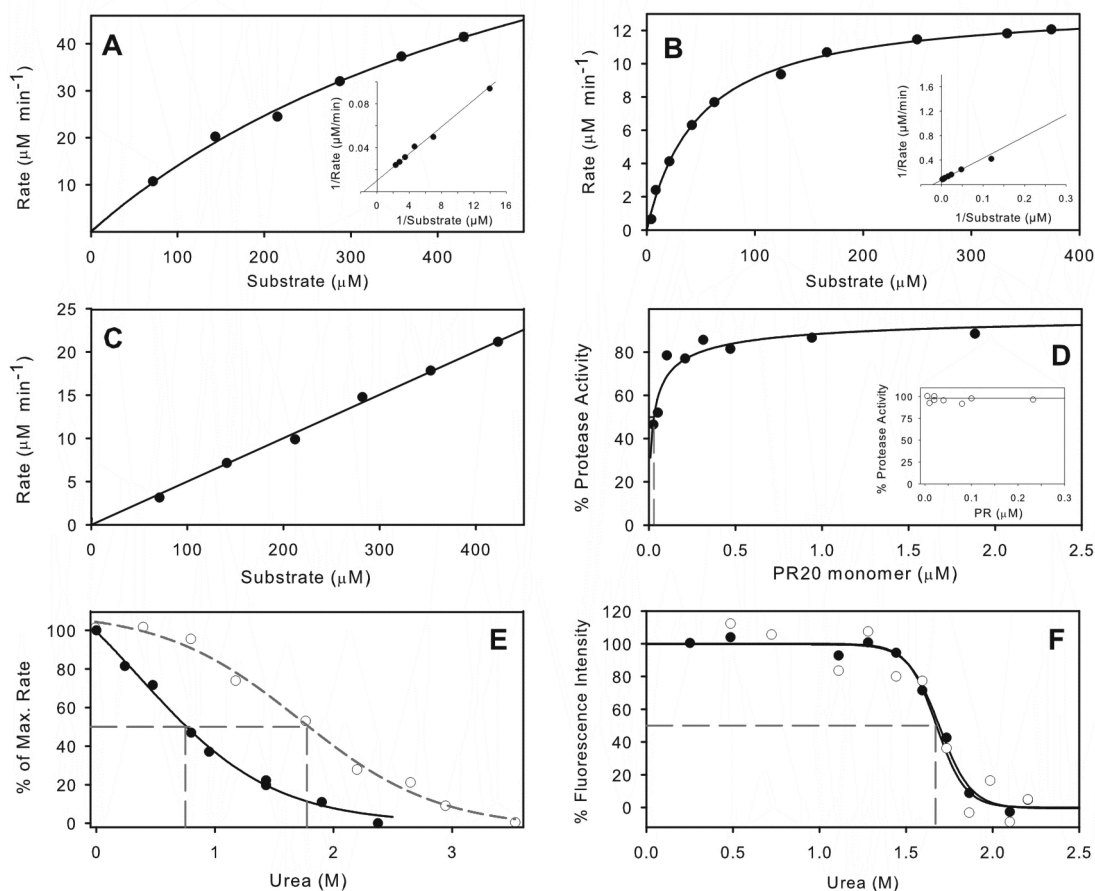 A
Rate (µM min⁻¹)
40
30
20
10
0
0 100 200 300 400
Substrate (µM)
1/Rate (µM/min)
0.08
0.04
0 4 8 12 16
1/Substrate (µM)
B
Rate (µM min⁻¹)
12
10
8
6
4
2
0
0 100 200 300 400
Substrate (µM)
1/Rate (µM/min)
1.6
1.2
0.8
0.4
0.0 0.1 0.2 0.3
1/Substrate (µM)
C
Rate (µM min⁻¹)
25
20
15
10
5
0
0 100 200 300 400
Substrate (µM)
D
% Protease Activity
80
60
40
20
0
0.0 0.5 1.0 1.5 2.0 2.5
PR20 monomer (µM)
% Protease Activity
100
75
50
25
0
0.0 0.1 0.2 0.3
PR (µM)
E
% of Max. Rate
100
80
60
40
20
0
0 1 2 3
Urea (M)
F
% Fluorescence Intensity
120
100
80
60
40
20
0
0.0 0.5 1.0 1.5 2.0 2.5
Urea (M)